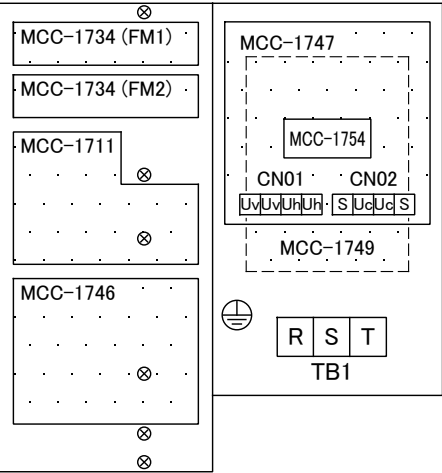 MCC-1734 (FM1)
MCC-1734 (FM2)
MCC-1711
MCC-1746
MCC-1747
MCC-1754
CN01 CN02
Uv Uv Uh Uh S Uc Uc S
MCC-1749
R S T
TB1